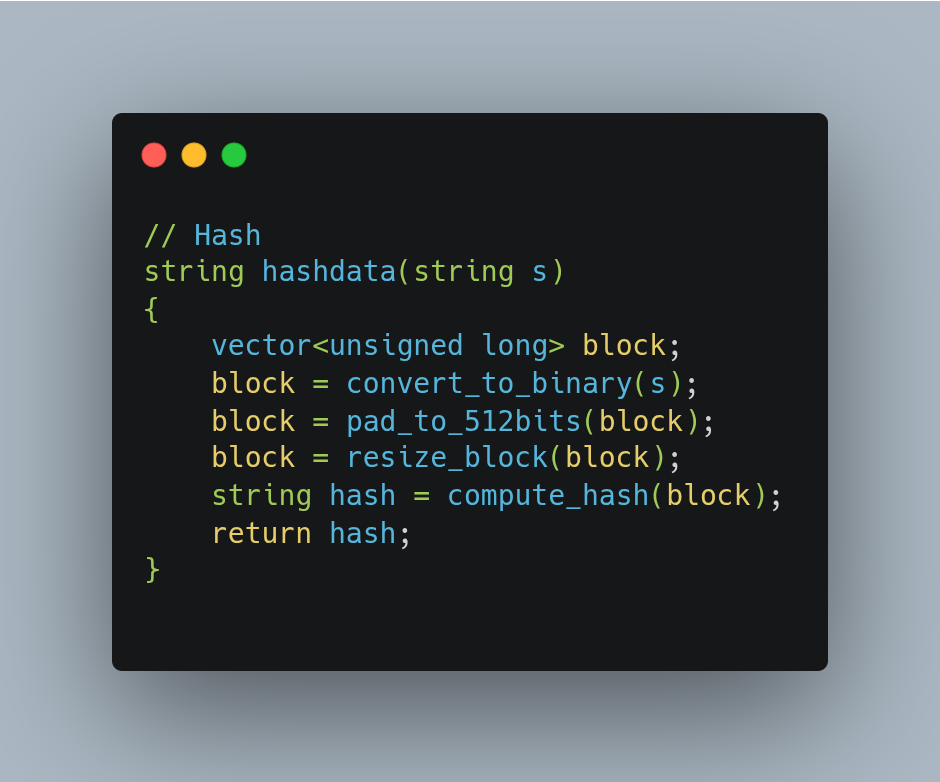 // Hash
string hashdata(string s)
{
    vector<unsigned long> block;
    block = convert_to_binary(s);
    block = pad_to_512bits(block);
    block = resize_block(block);
    string hash = compute_hash(block);
    return hash;
}